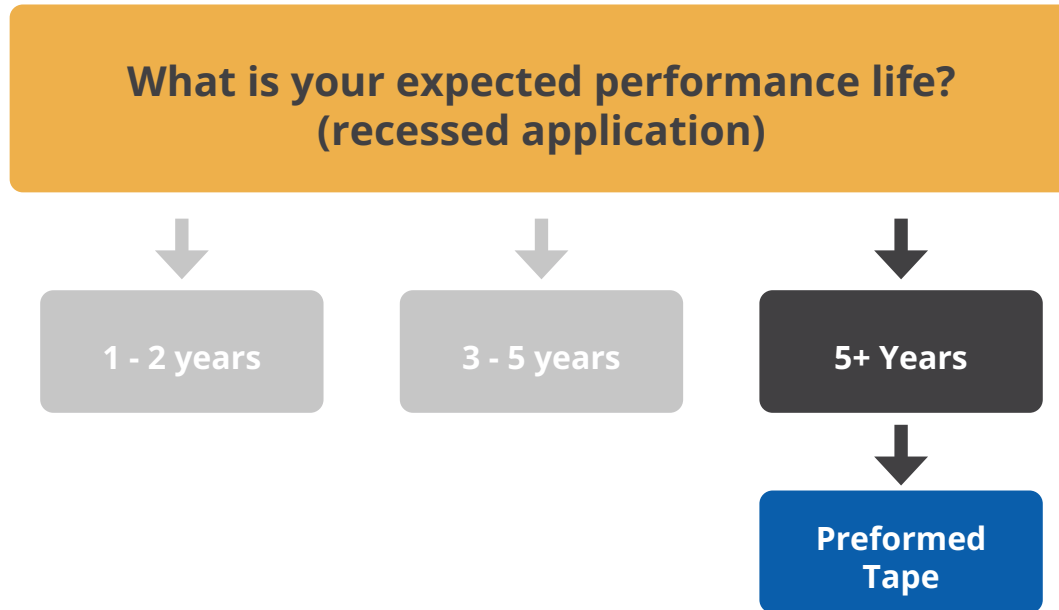 What is your expected performance life?
(recessed application)
1 - 2 years
3 - 5 years
5+ Years
Preformed
Tape